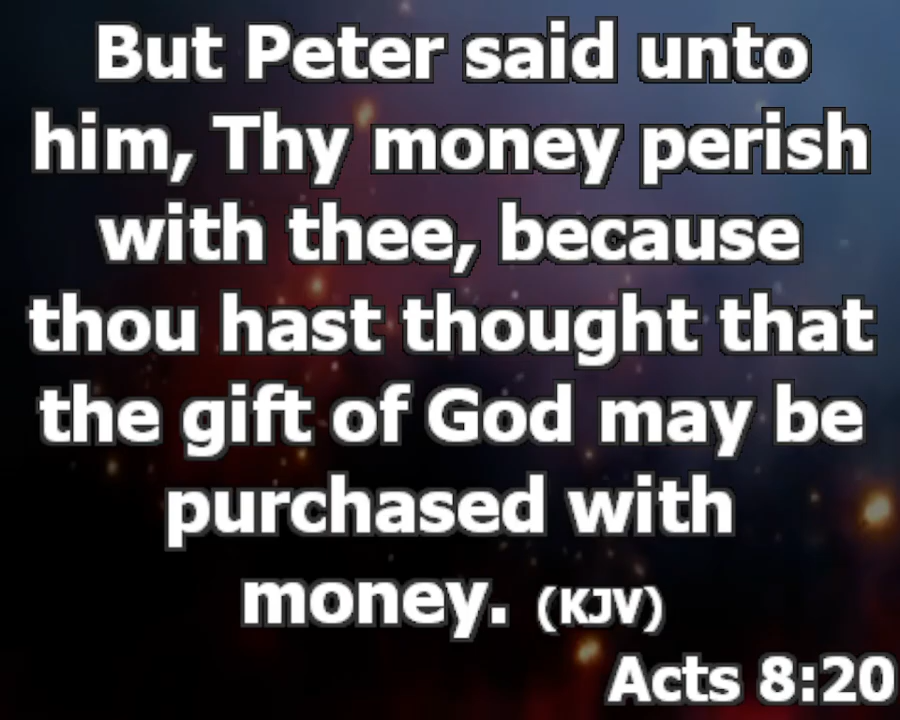 But Peter said unto
him, Thy money perish
with thee, because
thou hast thought that
the gift of God may be
purchased with
money. (KJV)
Acts 8:20